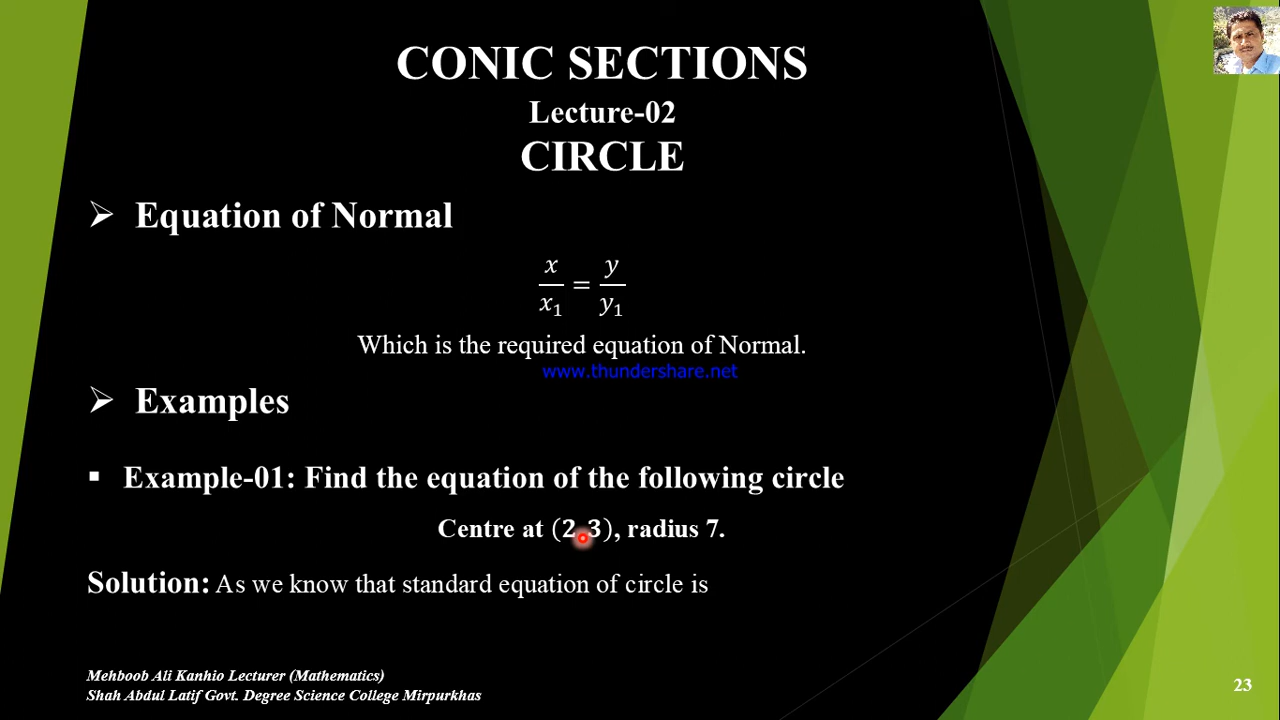 CONIC SECTIONS
Lecture-02
CIRCLE
➢ Equation of Normal
x/x₁ = y/y₁
Which is the required equation of Normal.
www.thundershare.net
➢ Examples
▪ Example-01: Find the equation of the following circle
Centre at (2,3), radius 7.
Solution: As we know that standard equation of circle is
Mehboob Ali Kanhio Lecturer (Mathematics)
Shah Abdul Latif Govt. Degree Science College Mirpurkhas
23